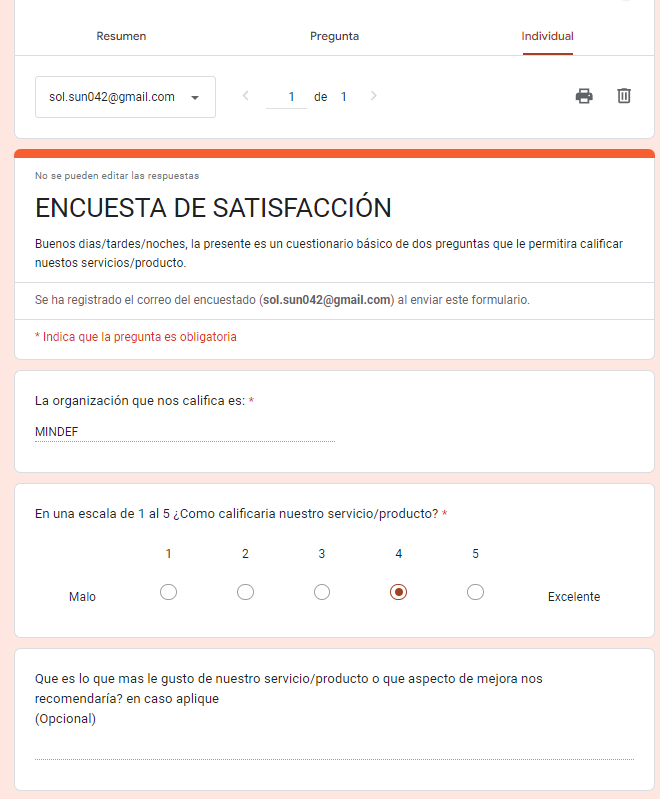 Resumen Pregunta Individual
sol.sun042@gmail.com 1 de 1
No se pueden editar las respuestas
ENCUESTA DE SATISFACCIÓN
Buenos dias/tardes/noches, la presente es un cuestionario básico de dos preguntas que le permitira calificar
nuestos servicios/producto.
Se ha registrado el correo del encuestado (sol.sun042@gmail.com) al enviar este formulario.
* Indica que la pregunta es obligatoria
La organización que nos califica es: *
MINDEF
En una escala de 1 al 5 ¿Como calificaria nuestro servicio/producto? *
1 2 3 4 5
Malo Excelente
Que es lo que mas le gusto de nuestro servicio/producto o que aspecto de mejora nos
recomendaría? en caso aplique
(Opcional)